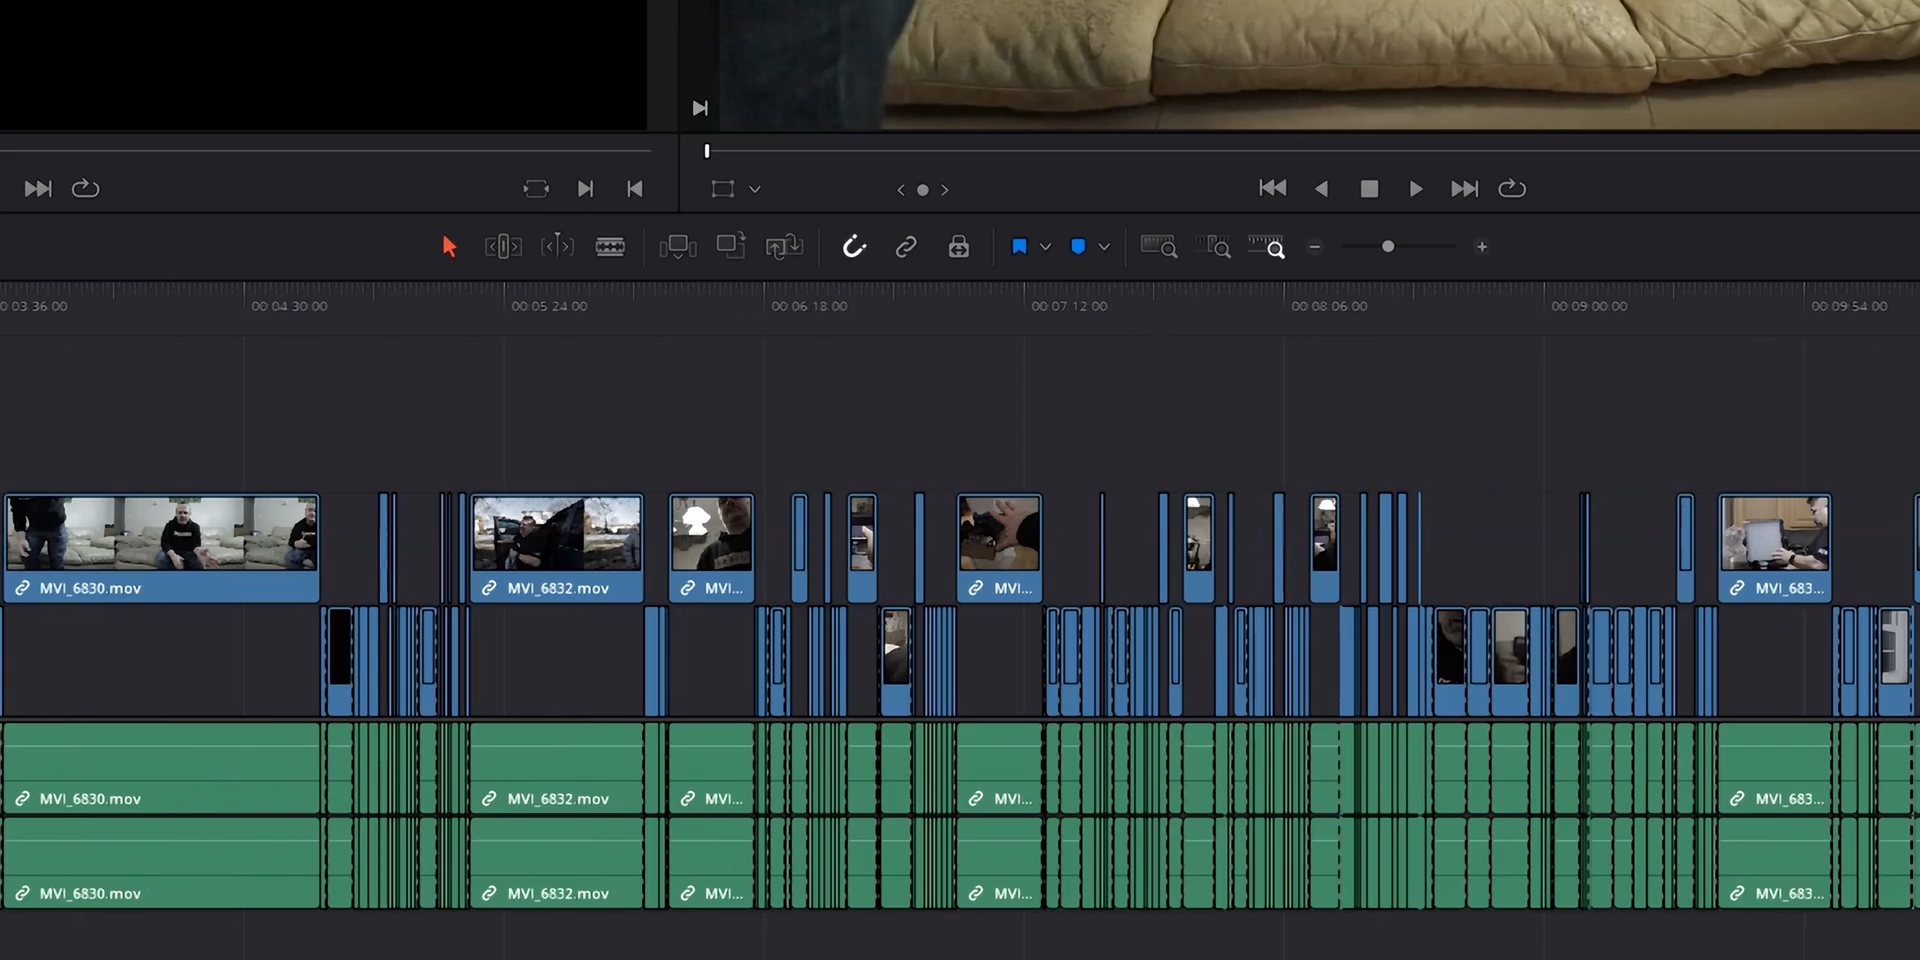 0 03 36 00
00 04 30 00
00 05 24 00
00 06 18 00
00 07 12 00
00 08 06 00
00 09 00 00
00 09 54 00
MVI_6830.mov
MVI_6832.mov
MVI...
MVI...
MVI_683...
MVI_6830.mov
MVI_6832.mov
MVI...
MVI...
MVI_683...
MVI_6830.mov
MVI_6832.mov
MVI...
MVI...
MVI_683...